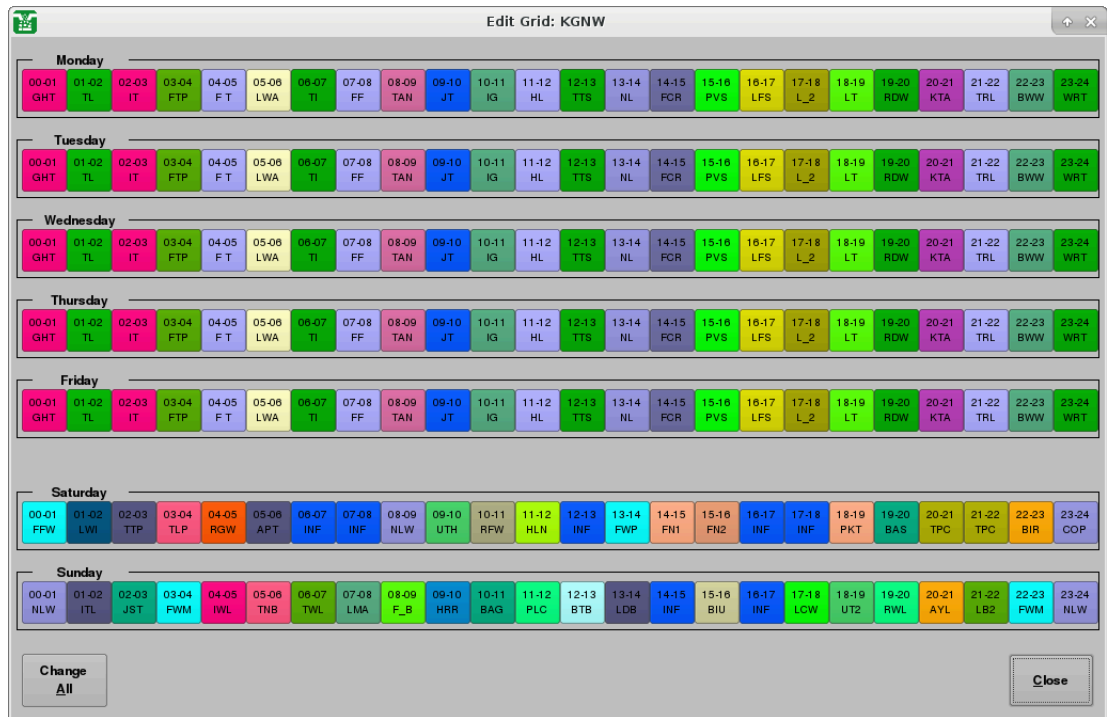 Edit Grid: KGNW
Monday
00-01 01-02 02-03 03-04 04-05 05-06 06-07 07-08 08-09 09-10 10-11 11-12 12-13 13-14 14-15 15-16 16-17 17-18 18-19 19-20 20-21 21-22 22-23 23-24
GHT TL IT FTP F T LWA TI FF TAN JT IG HL TTS NL FCR PVS LFS L_2 LT RDW KTA TRL BWW WRT
Tuesday
00-01 01-02 02-03 03-04 04-05 05-06 06-07 07-08 08-09 09-10 10-11 11-12 12-13 13-14 14-15 15-16 16-17 17-18 18-19 19-20 20-21 21-22 22-23 23-24
GHT TL IT FTP F T LWA TI FF TAN JT IG HL TTS NL FCR PVS LFS L_2 LT RDW KTA TRL BWW WRT
Wednesday
00-01 01-02 02-03 03-04 04-05 05-06 06-07 07-08 08-09 09-10 10-11 11-12 12-13 13-14 14-15 15-16 16-17 17-18 18-19 19-20 20-21 21-22 22-23 23-24
GHT TL IT FTP F T LWA TI FF TAN JT IG HL TTS NL FCR PVS LFS L_2 LT RDW KTA TRL BWW WRT
Thursday
00-01 01-02 02-03 03-04 04-05 05-06 06-07 07-08 08-09 09-10 10-11 11-12 12-13 13-14 14-15 15-16 16-17 17-18 18-19 19-20 20-21 21-22 22-23 23-24
GHT TL IT FTP F T LWA TI FF TAN JT IG HL TTS NL FCR PVS LFS L_2 LT RDW KTA TRL BWW WRT
Friday
00-01 01-02 02-03 03-04 04-05 05-06 06-07 07-08 08-09 09-10 10-11 11-12 12-13 13-14 14-15 15-16 16-17 17-18 18-19 19-20 20-21 21-22 22-23 23-24
GHT TL IT FTP F T LWA TI FF TAN JT IG HL TTS NL FCR PVS LFS L_2 LT RDW KTA TRL BWW WRT
Saturday
00-01 01-02 02-03 03-04 04-05 05-06 06-07 07-08 08-09 09-10 10-11 11-12 12-13 13-14 14-15 15-16 16-17 17-18 18-19 19-20 20-21 21-22 22-23 23-24
FFW LWI TTP TLP RGW APT INF INF NLW UTH RFW HLN INF FWP FN1 FN2 INF INF PKT BAS TPC TPC BIR COP
Sunday
00-01 01-02 02-03 03-04 04-05 05-06 06-07 07-08 08-09 09-10 10-11 11-12 12-13 13-14 14-15 15-16 16-17 17-18 18-19 19-20 20-21 21-22 22-23 23-24
NLW ITL JST FWM IWL TNB TWL LMA F_B HRR BAG PLC BTB LDB INF BIU INF LCW UT2 RWL AYL LB2 FWM NLW
Change
All
Close